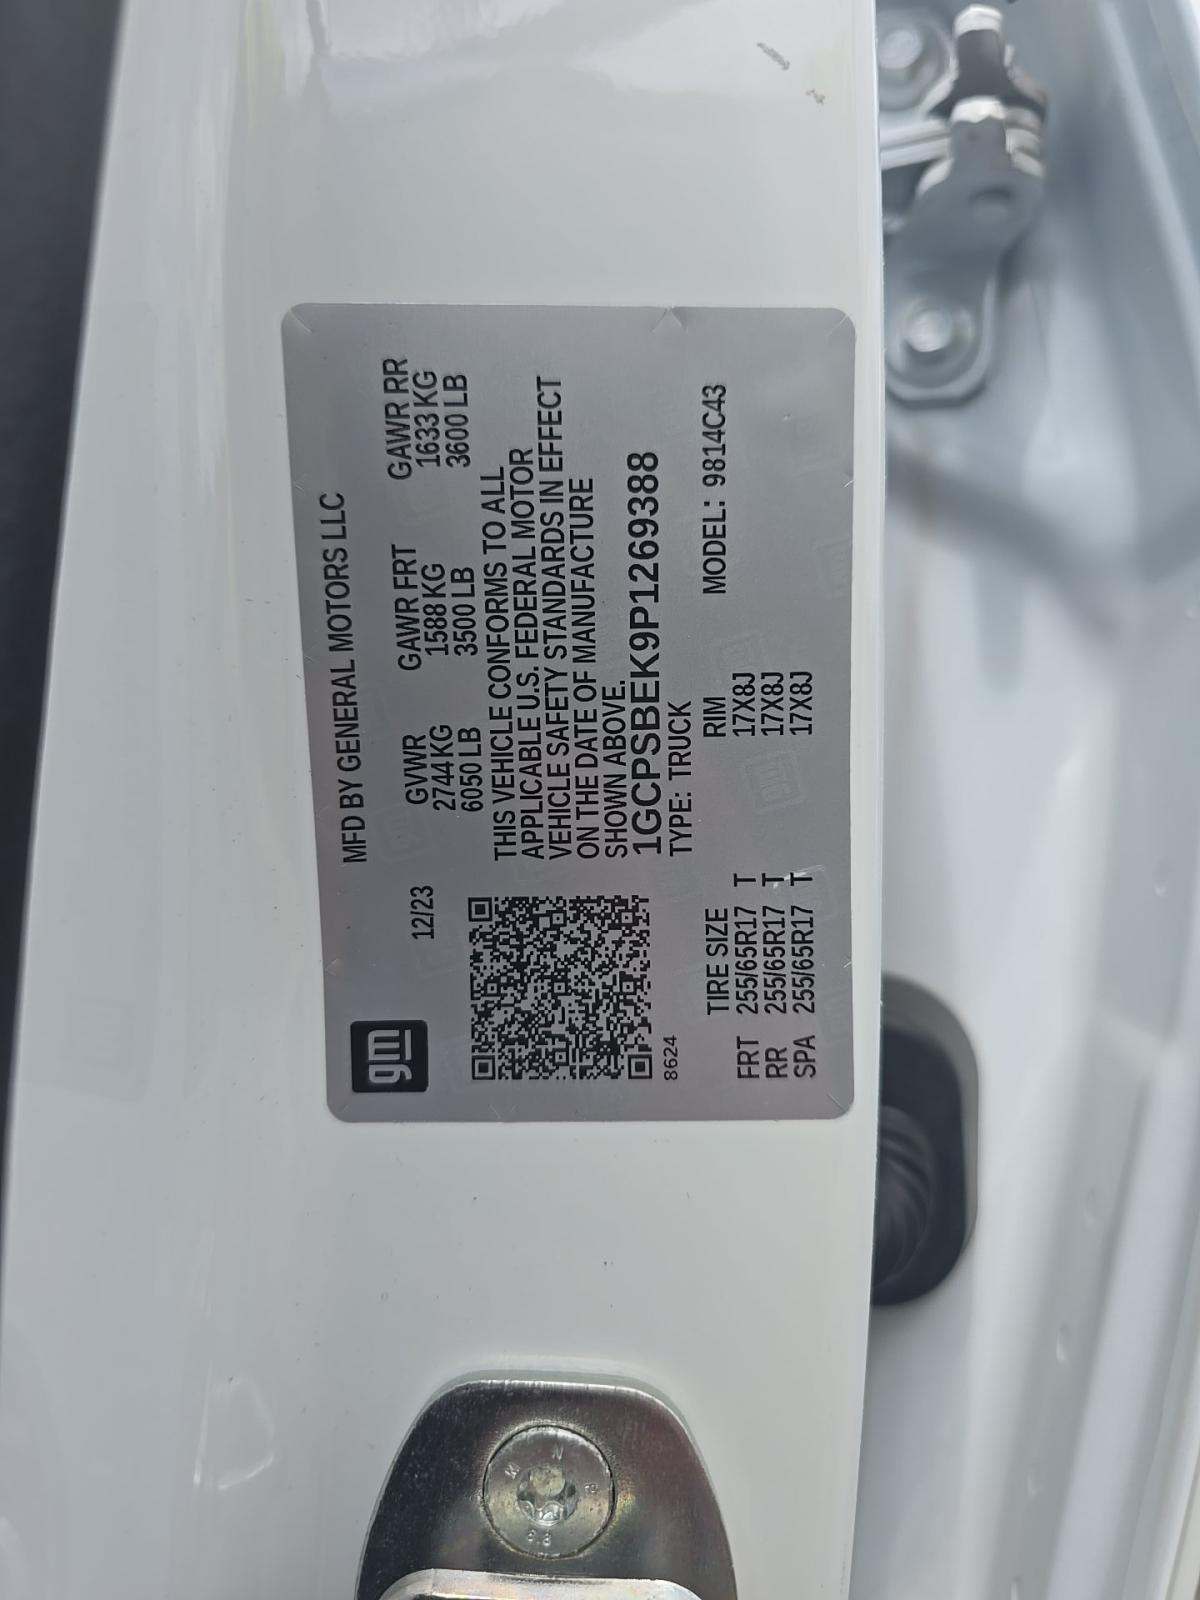 gm
MFD BY GENERAL MOTORS LLC
12/23
GVWR GAWR FRT GAWR RR
2744 KG 1588 KG 1633 KG
6050 LB 3500 LB 3600 LB
THIS VEHICLE CONFORMS TO ALL
APPLICABLE U.S. FEDERAL MOTOR
VEHICLE SAFETY STANDARDS IN EFFECT
ON THE DATE OF MANUFACTURE
SHOWN ABOVE.
1GCPSBEK9P1269388
8624
TYPE: TRUCK
TIRE SIZE RIM MODEL: 9814C43
FRT 255/65R17 T 17X8J
RR 255/65R17 T 17X8J
SPA 255/65R17 T 17X8J